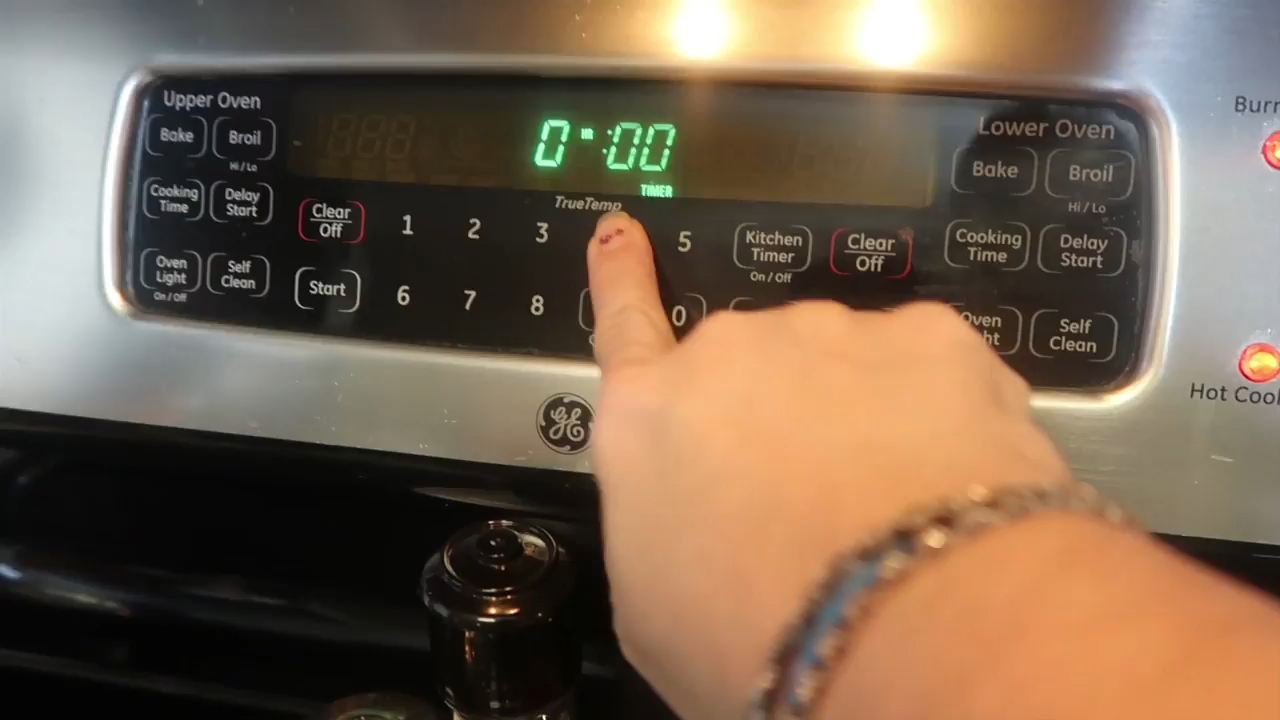 Upper Oven
Bake
Broil
Hi / Lo
Cooking Time
Delay Start
Oven Light
On / Off
Self Clean
Clear
Off
Start
0 HR :00
TIMER
TrueTemp
1 2 3 5
6 7 8 0
Kitchen Timer
On / Off
Clear
Off
Lower Oven
Bake
Broil
Hi / Lo
Cooking Time
Delay Start
Oven
Self Clean
GE
Hot